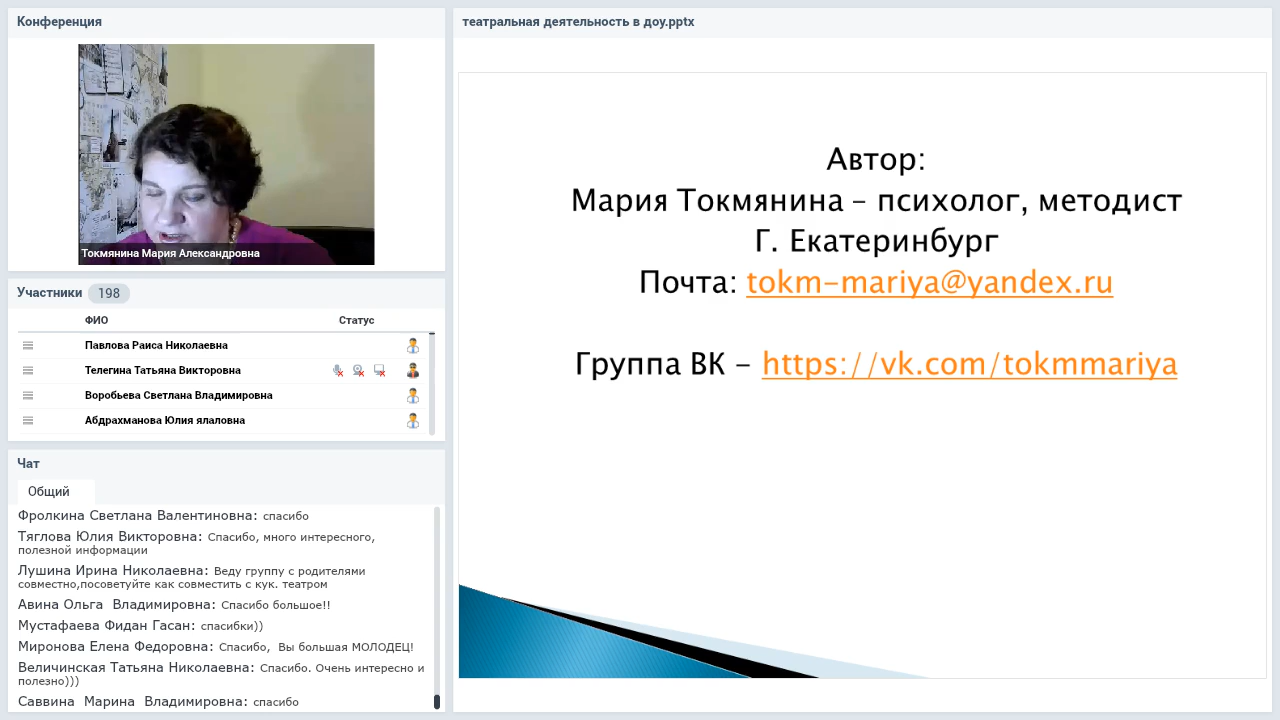 Конференция
Токмянина Мария Александровна
Участники 198
ФИО Статус
Павлова Раиса Николаевна
Телегина Татьяна Викторовна
Воробьева Светлана Владимировна
Абдрахманова Юлия ялаловна
Чат
Общий
Фролкина Светлана Валентиновна: спасибо
Тяглова Юлия Викторовна: Спасибо, много интересного,
полезной информации
Лушина Ирина Николаевна: Веду группу с родителями
совместно,посоветуйте как совместить с кук. театром
Авина Ольга Владимировна: Спасибо большое!!
Мустафаева Фидан Гасан: спасибки))
Миронова Елена Федоровна: Спасибо, Вы большая МОЛОДЕЦ!
Величинская Татьяна Николаевна: Спасибо. Очень интересно и
полезно)))
Саввина Марина Владимировна: спасибо
театральная деятельность в доу.pptx
Автор:
Мария Токмянина – психолог, методист
Г. Екатеринбург
Почта: tokm-mariya@yandex.ru
Группа ВК – https://vk.com/tokmmariya